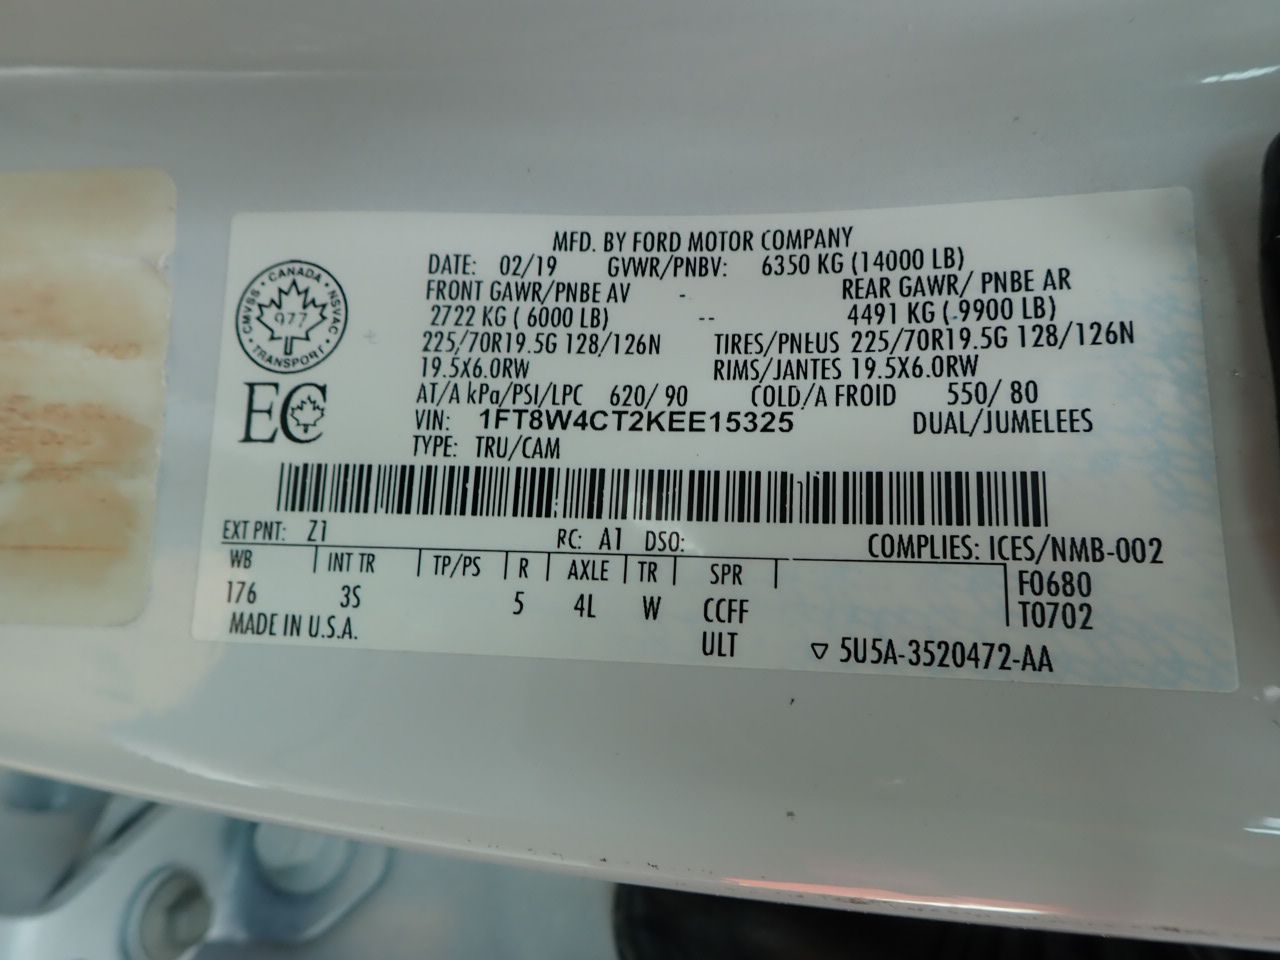 MFD. BY FORD MOTOR COMPANY
DATE: 02/19 GVWR/PNBV: 6350 KG (14000 LB)
FRONT GAWR/PNBE AV - REAR GAWR/ PNBE AR
2722 KG ( 6000 LB) -- 4491 KG ( 9900 LB)
225/70R19.5G 128/126N TIRES/PNEUS 225/70R19.5G 128/126N
19.5X6.0RW RIMS/JANTES 19.5X6.0RW
AT/A kPa/PSI/LPC 620/ 90 COLD/A FROID 550/ 80
VIN: 1FT8W4CT2KEE15325 DUAL/JUMELEES
TYPE: TRU/CAM
CANADA
CMVSS · NSVAC
977
TRANSPORT
EC
EXT PNT: Z1 RC: A1 DSO: COMPLIES: ICES/NMB-002
WB INT TR TP/PS R AXLE TR SPR F0680
176 3S 5 4L W CCFF T0702
MADE IN U.S.A. ULT ▽ 5U5A-3520472-AA